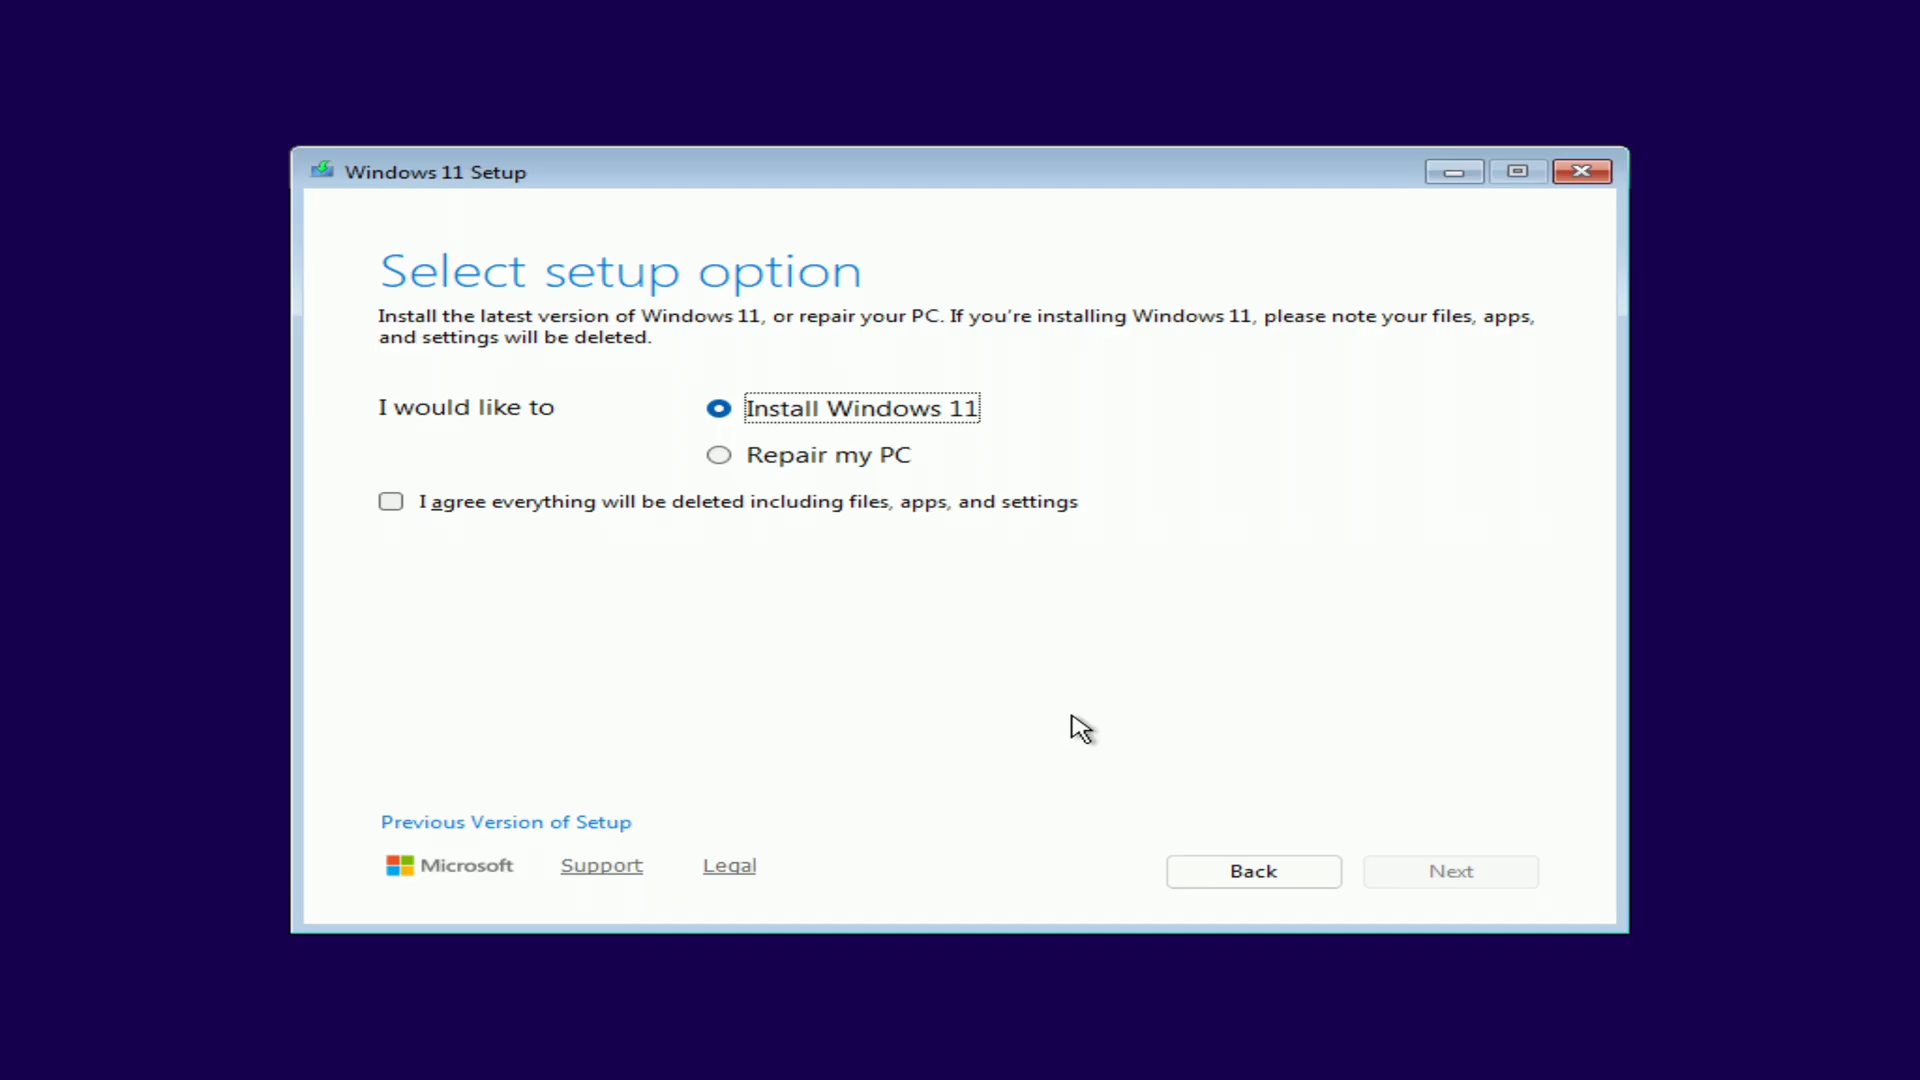 Windows 11 Setup
Select setup option
Install the latest version of Windows 11, or repair your PC. If you're installing Windows 11, please note your files, apps,
and settings will be deleted.
I would like to
Install Windows 11
Repair my PC
I agree everything will be deleted including files, apps, and settings
Previous Version of Setup
Microsoft Support Legal
Back Next